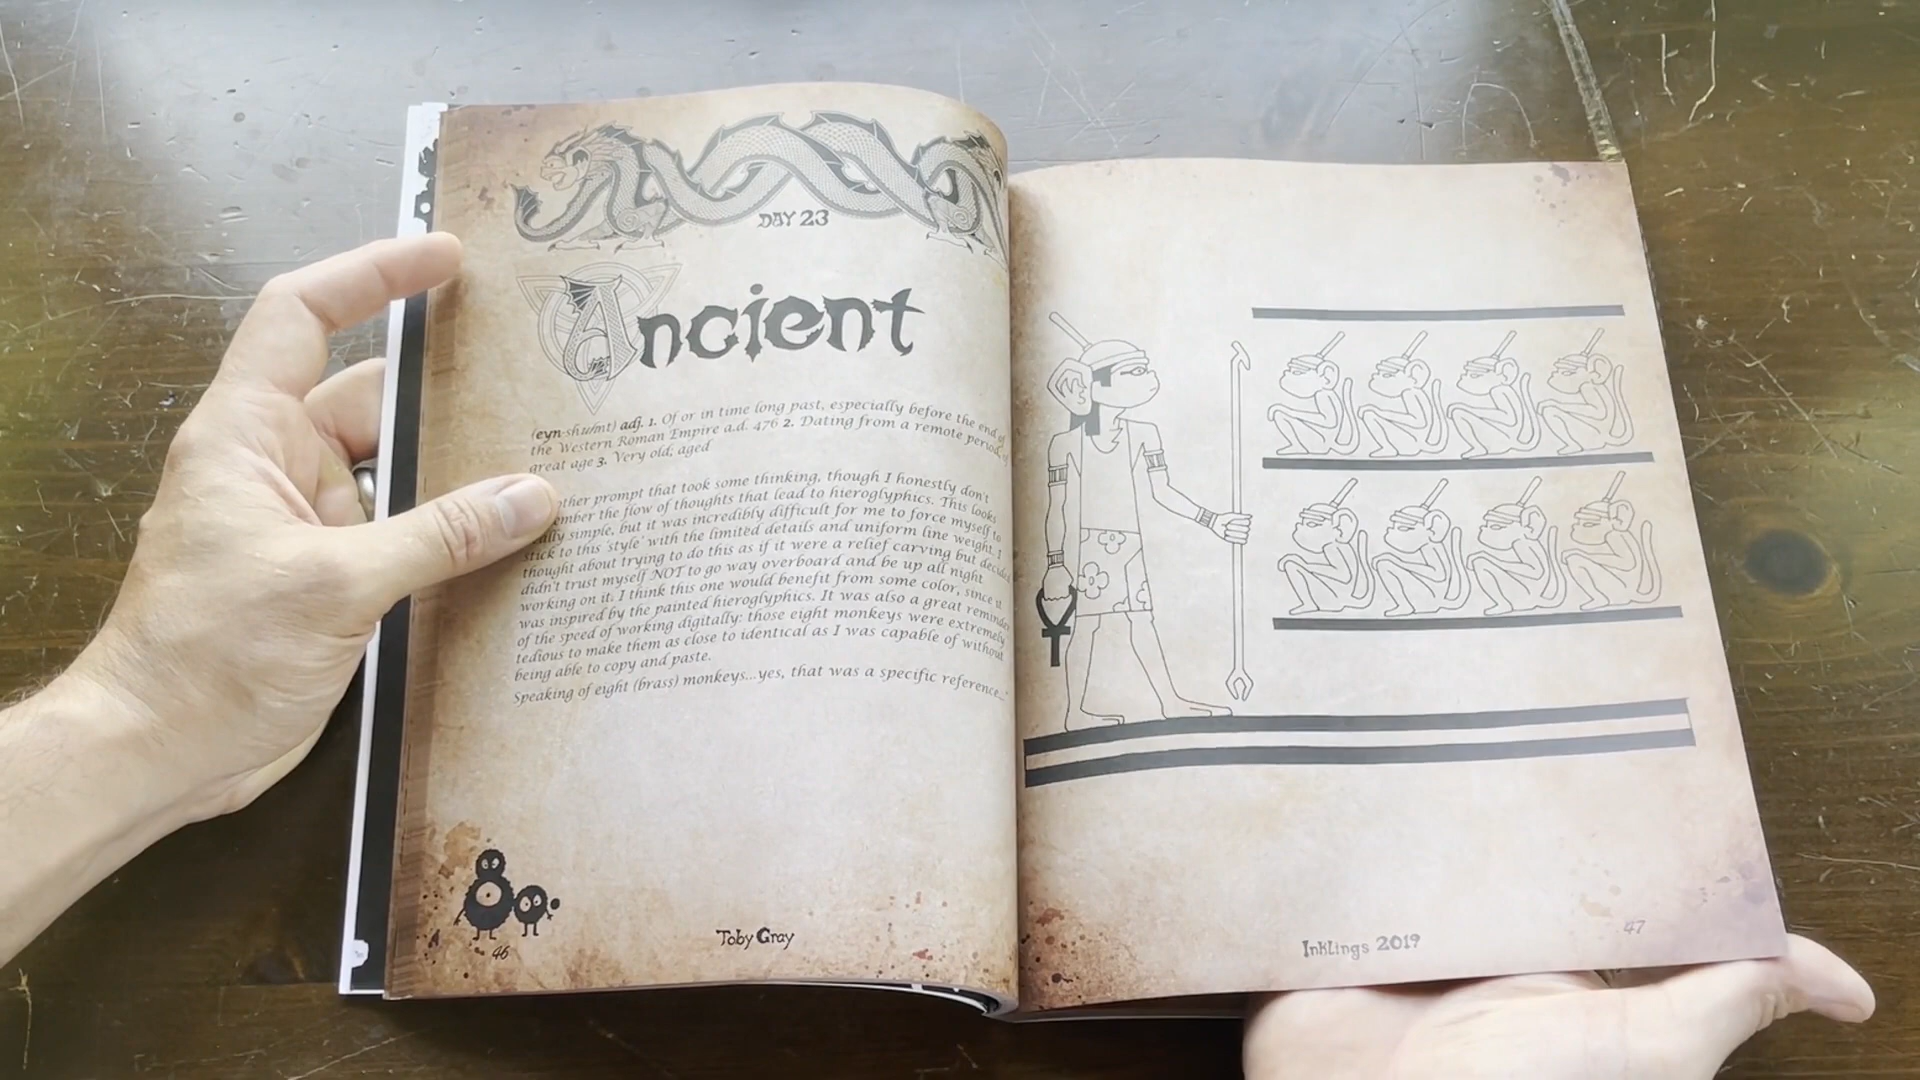 DAY 23
Ancient
(eyn-shuhnt) adj. 1. Of or in time long past, especially before the end of
the Western Roman Empire a.d. 476 2. Dating from a remote period; of
great age 3. Very old; aged
other prompt that took some thinking, though I honestly don't
the flow of thoughts that lead to hieroglyphics. This looks
simple, but it was incredibly difficult for me to force myself to
stick to this 'style' with the limited details and uniform line weight. I
thought about trying to do this as if it were a relief carving but decided
didn't trust myself NOT to go way overboard and be up all night
working on it. I think this one would benefit from some color, since it
was inspired by the painted hieroglyphics. It was also a great reminder
of the speed of working digitally: those eight monkeys were extremely
tedious to make them as close to identical as I was capable of without
being able to copy and paste.
Speaking of eight (brass) monkeys...yes, that was a specific reference..."
46
Toby Gray
Inklings 2019
47